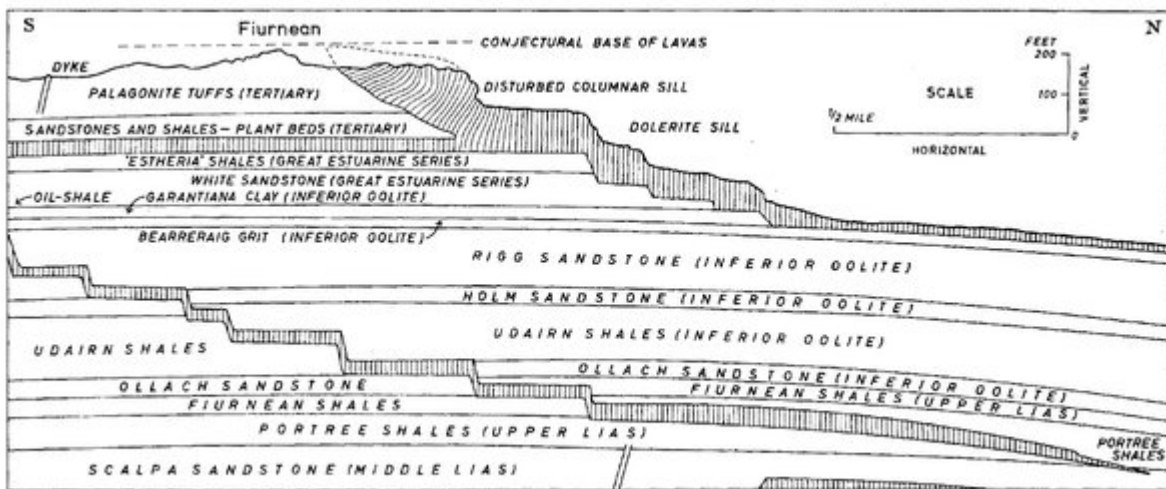 S
N
Fiurnean
CONJECTURAL BASE OF LAVAS
FEET
200
100
0
VERTICAL
SCALE
1/2 MILE
HORIZONTAL
DYKE
PALAGONITE TUFFS (TERTIARY)
DISTURBED COLUMNAR SILL
DOLERITE SILL
SANDSTONES AND SHALES — PLANT BEDS (TERTIARY)
"ESTHERIA" SHALES (GREAT ESTUARINE SERIES)
WHITE SANDSTONE (GREAT ESTUARINE SERIES)
OIL-SHALE
GARANTIANA CLAY (INFERIOR OOLITE)
BEARRERAIG GRIT (INFERIOR OOLITE)
RIGG SANDSTONE (INFERIOR OOLITE)
HOLM SANDSTONE (INFERIOR OOLITE)
UDAIRN SHALES (INFERIOR OOLITE)
UDAIRN SHALES
OLLACH SANDSTONE (INFERIOR OOLITE)
OLLACH SANDSTONE
FIURNEAN SHALES (UPPER LIAS)
FIURNEAN SHALES
PORTREE SHALES (UPPER LIAS)
PORTREE
SHALES
SCALPA SANDSTONE (MIDDLE LIAS)